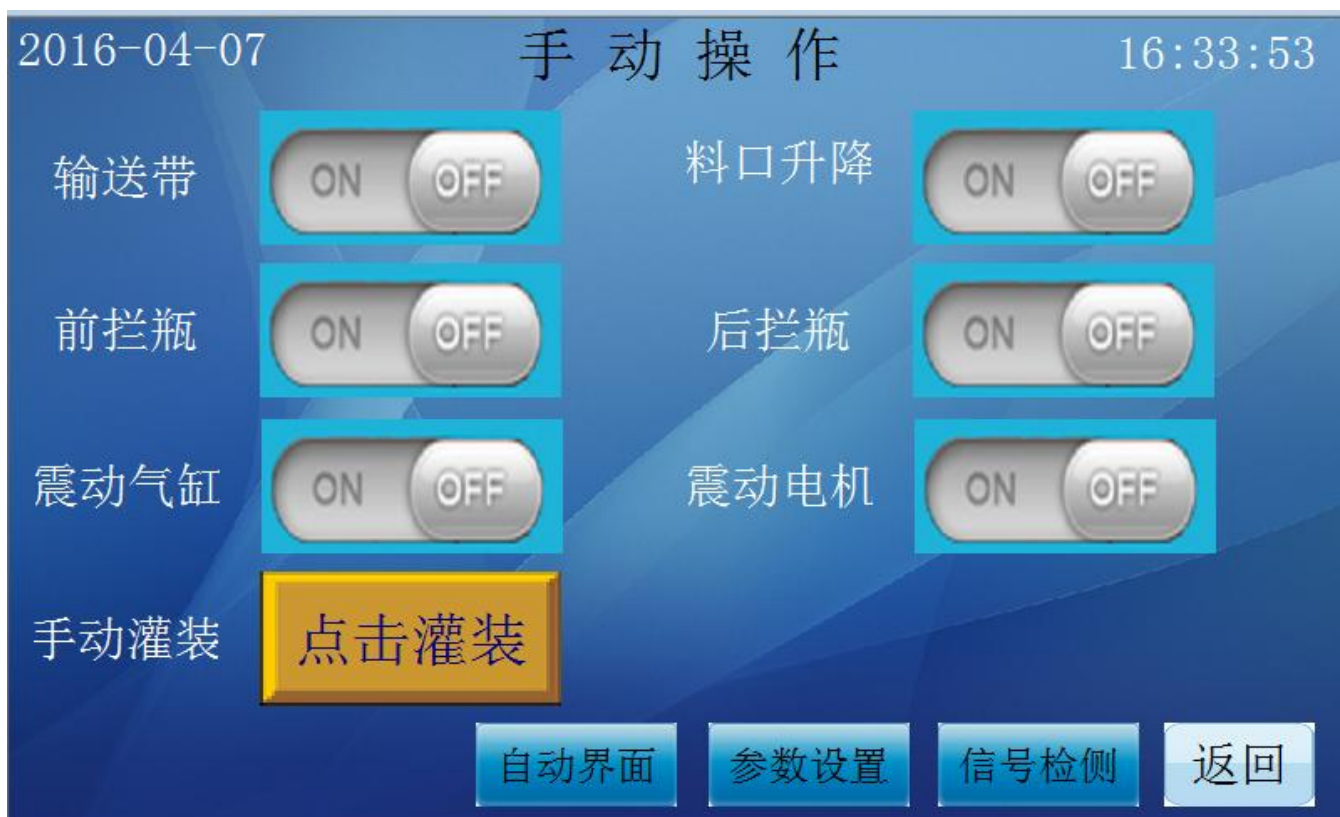 2016-04-07 手动操作 16:33:53
输送带 ON OFF 料口升降 ON OFF
前拦瓶 ON OFF 后拦瓶 ON OFF
震动气缸 ON OFF 震动电机 ON OFF
手动灌装 点击灌装
自动界面 参数设置 信号检侧 返回